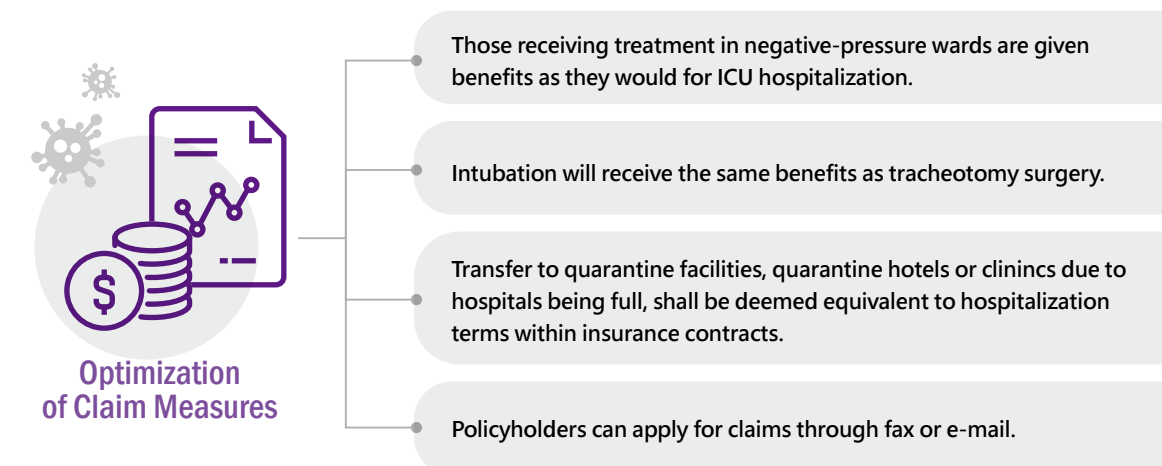 Optimization
of Claim Measures
Those receiving treatment in negative-pressure wards are given
benefits as they would for ICU hospitalization.
Intubation will receive the same benefits as tracheotomy surgery.
Transfer to quarantine facilities, quarantine hotels or clinincs due to
hospitals being full, shall be deemed equivalent to hospitalization
terms within insurance contracts.
Policyholders can apply for claims through fax or e-mail.